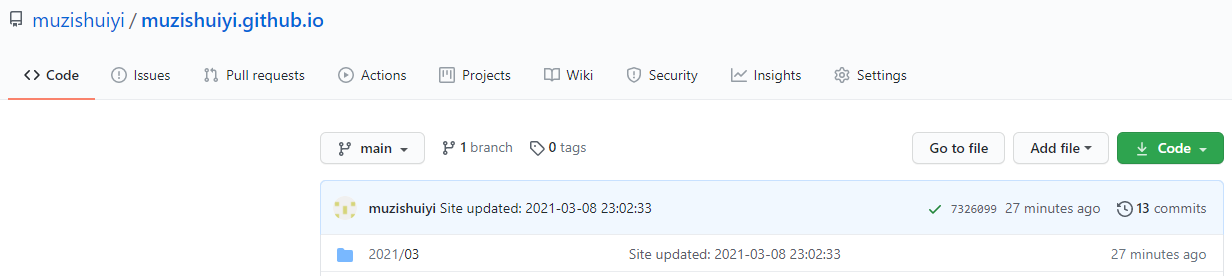 muzishuiyi / muzishuiyi.github.io
Code Issues Pull requests Actions Projects Wiki Security Insights Settings
main 1 branch 0 tags Go to file Add file Code
muzishuiyi Site updated: 2021-03-08 23:02:33 7326099 27 minutes ago 13 commits
2021/03 Site updated: 2021-03-08 23:02:33 27 minutes ago